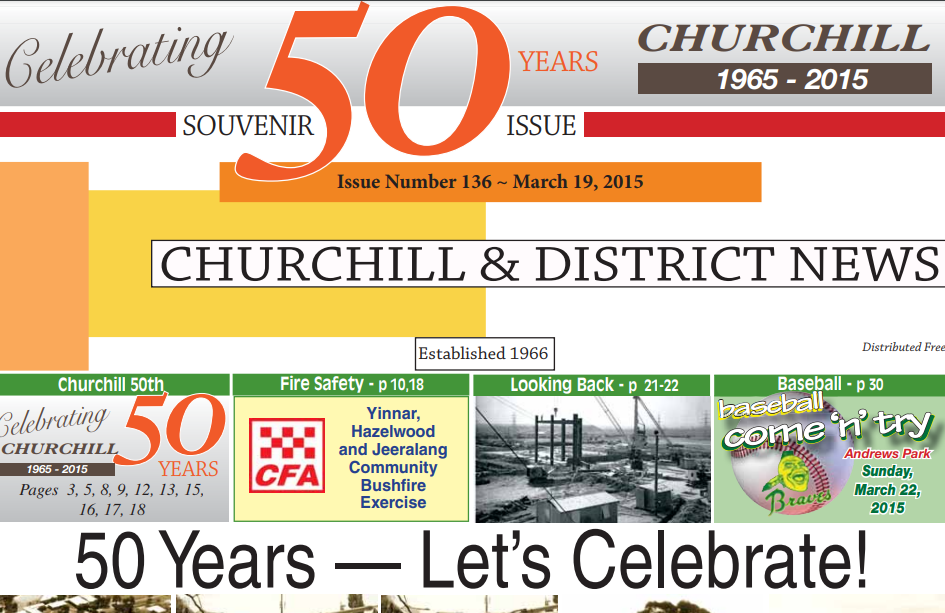 Celebrating 50 YEARS
CHURCHILL
1965 - 2015
SOUVENIR ISSUE
Issue Number 136 ~ March 19, 2015
CHURCHILL & DISTRICT NEWS
Established 1966
Distributed Free
Churchill 50th
Celebrating 50 YEARS
CHURCHILL
1965 - 2015
Pages 3, 5, 8, 9, 12, 13, 15,
16, 17, 18
Fire Safety - p 10,18
CFA
Yinnar,
Hazelwood
and Jeeralang
Community
Bushfire
Exercise
Looking Back - p 21-22
Baseball - p 30
baseball
come 'n' try
Andrews Park
Sunday,
March 22,
2015
Braves
50 Years — Let's Celebrate!